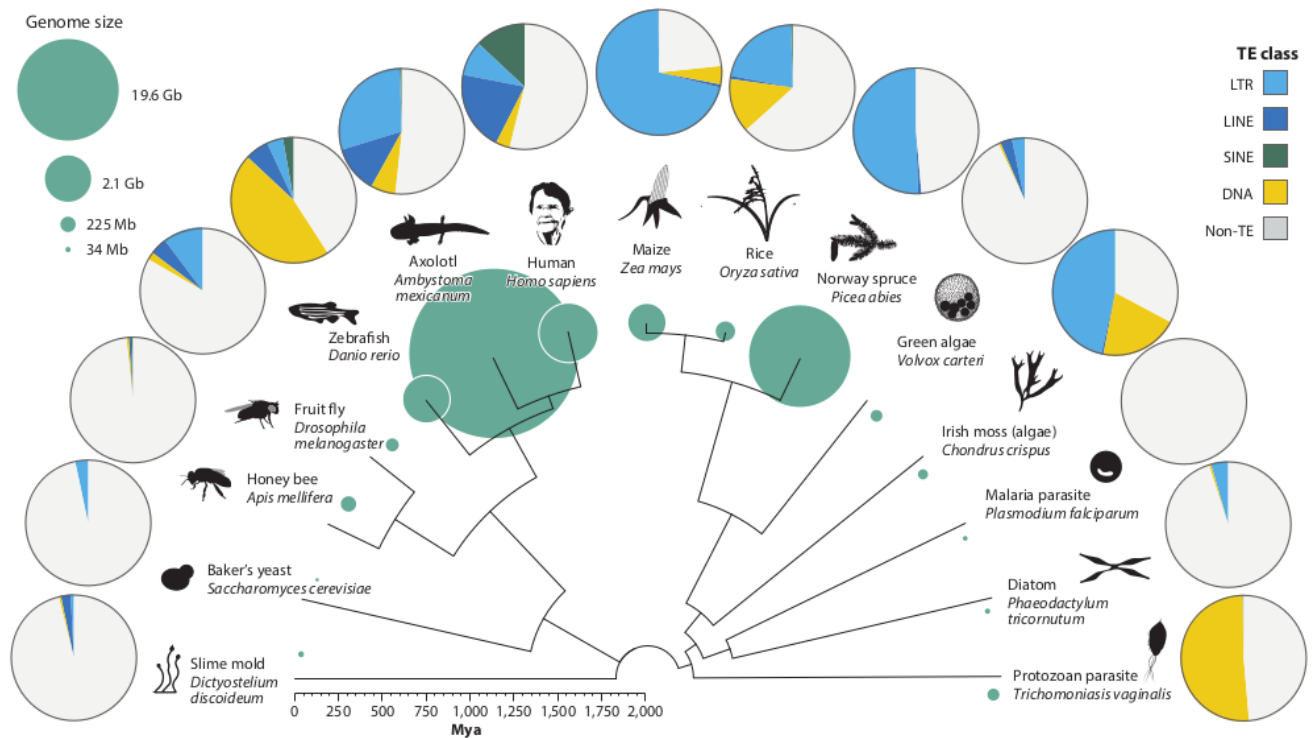 Genome size
19.6 Gb
2.1 Gb
225 Mb
34 Mb
TE class
LTR
LINE
SINE
DNA
Non-TE
Axolotl
Ambystoma
mexicanum
Human
Homo sapiens
Maize
Zea mays
Rice
Oryza sativa
Norway spruce
Picea abies
Zebrafish
Danio rerio
Green algae
Volvox carteri
Fruit fly
Drosophila
melanogaster
Irish moss (algae)
Chondrus crispus
Honey bee
Apis mellifera
Malaria parasite
Plasmodium falciparum
Baker's yeast
Saccharomyces cerevisiae
Diatom
Phaeodactylum
tricornutum
Slime mold
Dictyostelium
discoideum
Protozoan parasite
Trichomoniasis vaginalis
0 250 500 750 1,000 1,250 1,500 1,750 2,000
Mya